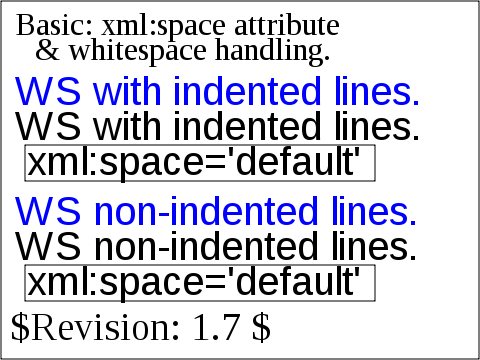 Basic: xml:space attribute
& whitespace handling.
WS with indented lines.
WS with indented lines.
xml:space='default'
WS non-indented lines.
WS non-indented lines.
xml:space='default'
$Revision: 1.7 $